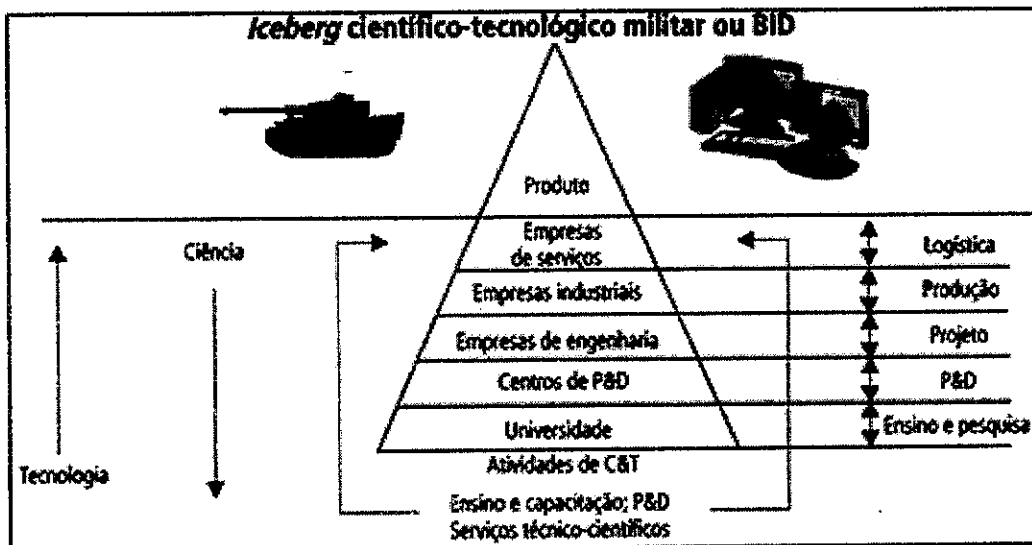 Iceberg científico-tecnológico militar ou BID
Produto
Ciência
Empresas
de serviços
Logística
Empresas industriais
Produção
Empresas de engenharia
Projeto
Centros de P&D
P&D
Universidade
Ensino e pesquisa
Tecnologia
Atividades de C&T
Ensino e capacitação; P&D
Serviços técnico-científicos